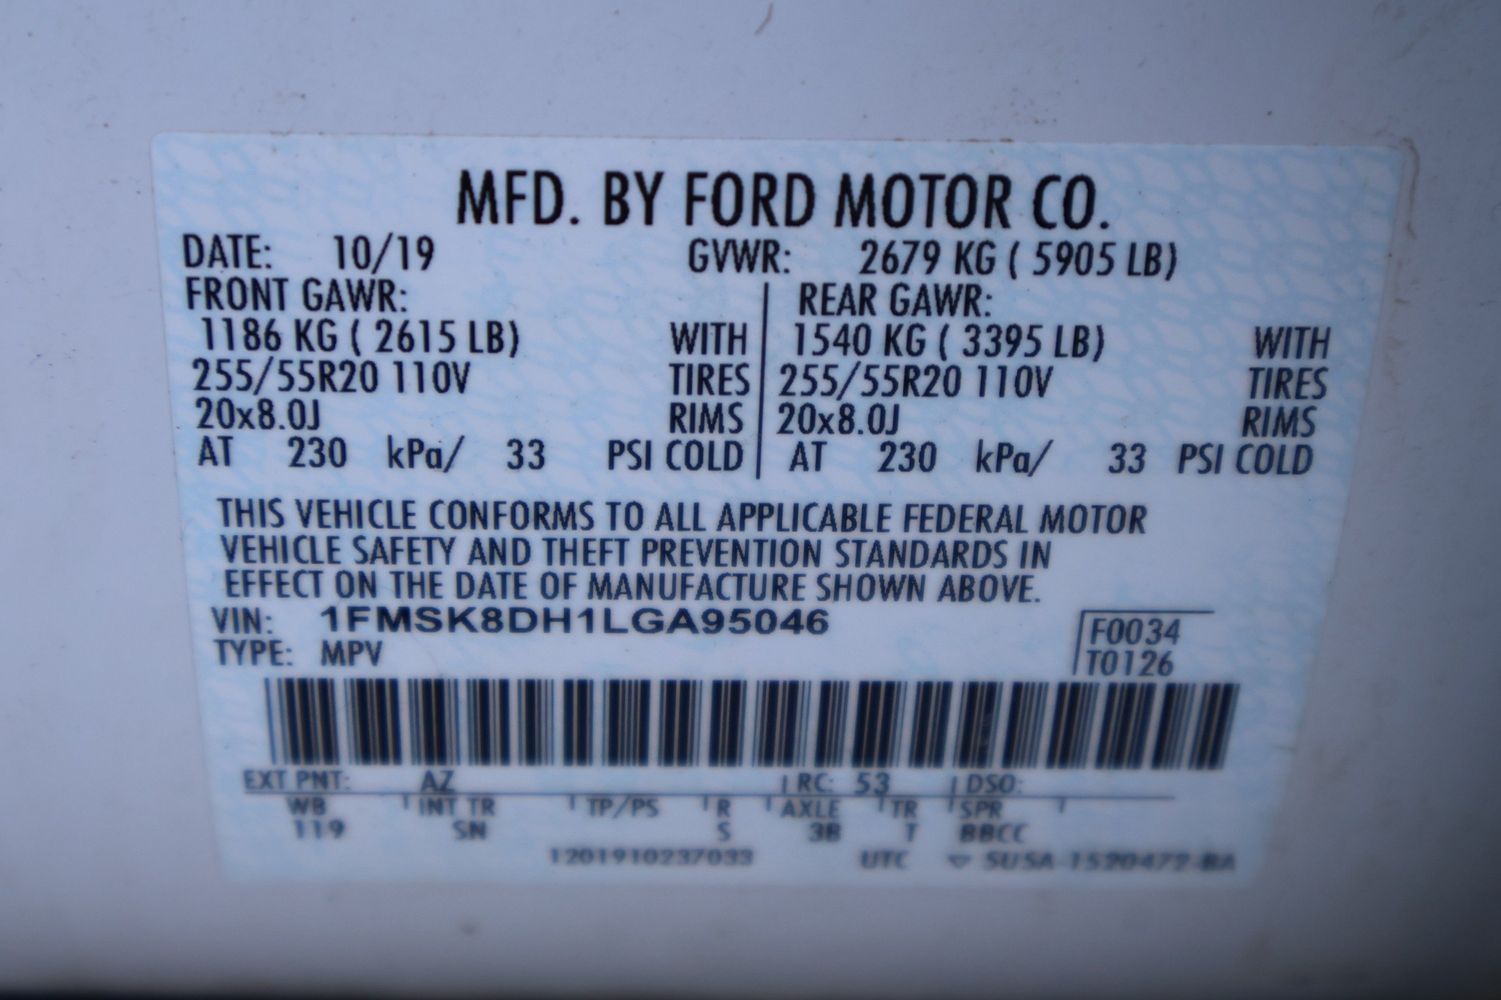 MFD. BY FORD MOTOR CO.
DATE: 10/19 GVWR: 2679 KG ( 5905 LB)
FRONT GAWR: REAR GAWR:
1186 KG ( 2615 LB) WITH 1540 KG ( 3395 LB) WITH
255/55R20 110V TIRES 255/55R20 110V TIRES
20x8.0J RIMS 20x8.0J RIMS
AT 230 kPa/ 33 PSI COLD AT 230 kPa/ 33 PSI COLD
THIS VEHICLE CONFORMS TO ALL APPLICABLE FEDERAL MOTOR
VEHICLE SAFETY AND THEFT PREVENTION STANDARDS IN
EFFECT ON THE DATE OF MANUFACTURE SHOWN ABOVE.
VIN: 1FMSK8DH1LGA95046
F0034
TYPE: MPV
T0126
EXT PNT: AZ RC: 53 DSO:
WB INT TR TP/PS R AXLE TR SPR
119 SN S 3B T BBCC
1201910237033 UTC ▽ SUSA-1520472-BA